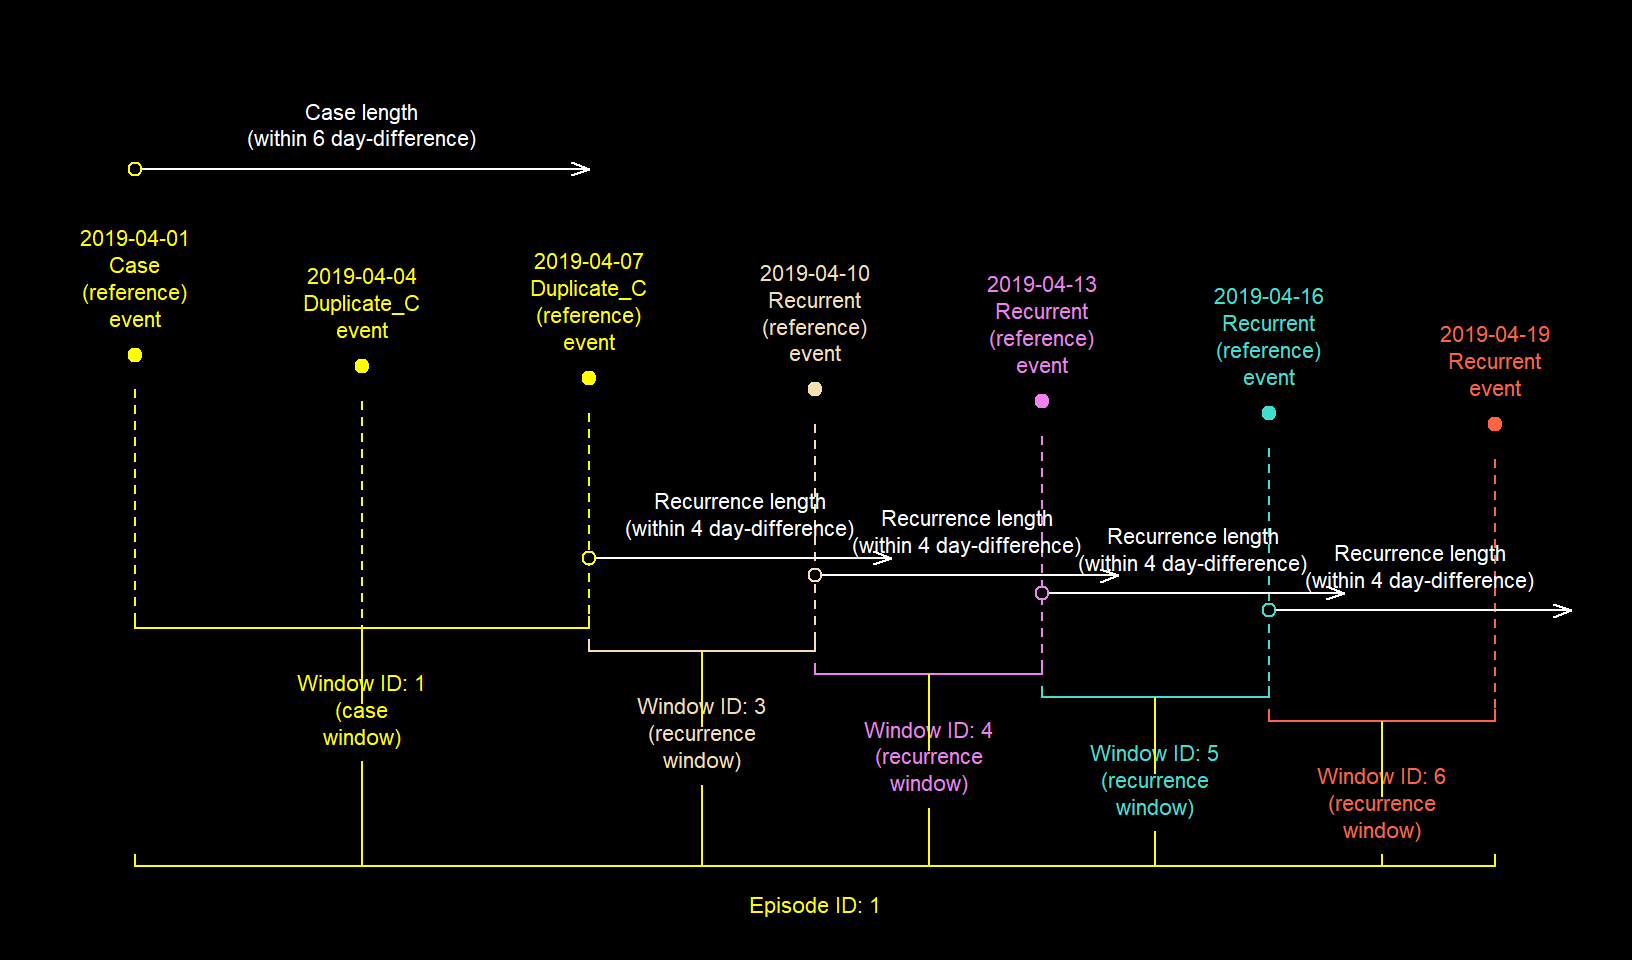 Case length
(within 6 day-difference)
2019-04-01
Case
(reference)
event
2019-04-04
Duplicate_C
event
2019-04-07
Duplicate_C
(reference)
event
2019-04-10
Recurrent
(reference)
event
2019-04-13
Recurrent
(reference)
event
2019-04-16
Recurrent
(reference)
event
2019-04-19
Recurrent
event
Recurrence length
(within 4 day-difference)
Recurrence length
(within 4 day-difference)
Recurrence length
(within 4 day-difference)
Recurrence length
(within 4 day-difference)
Window ID: 1
(case
window)
Window ID: 3
(recurrence
window)
Window ID: 4
(recurrence
window)
Window ID: 5
(recurrence
window)
Window ID: 6
(recurrence
window)
Episode ID: 1